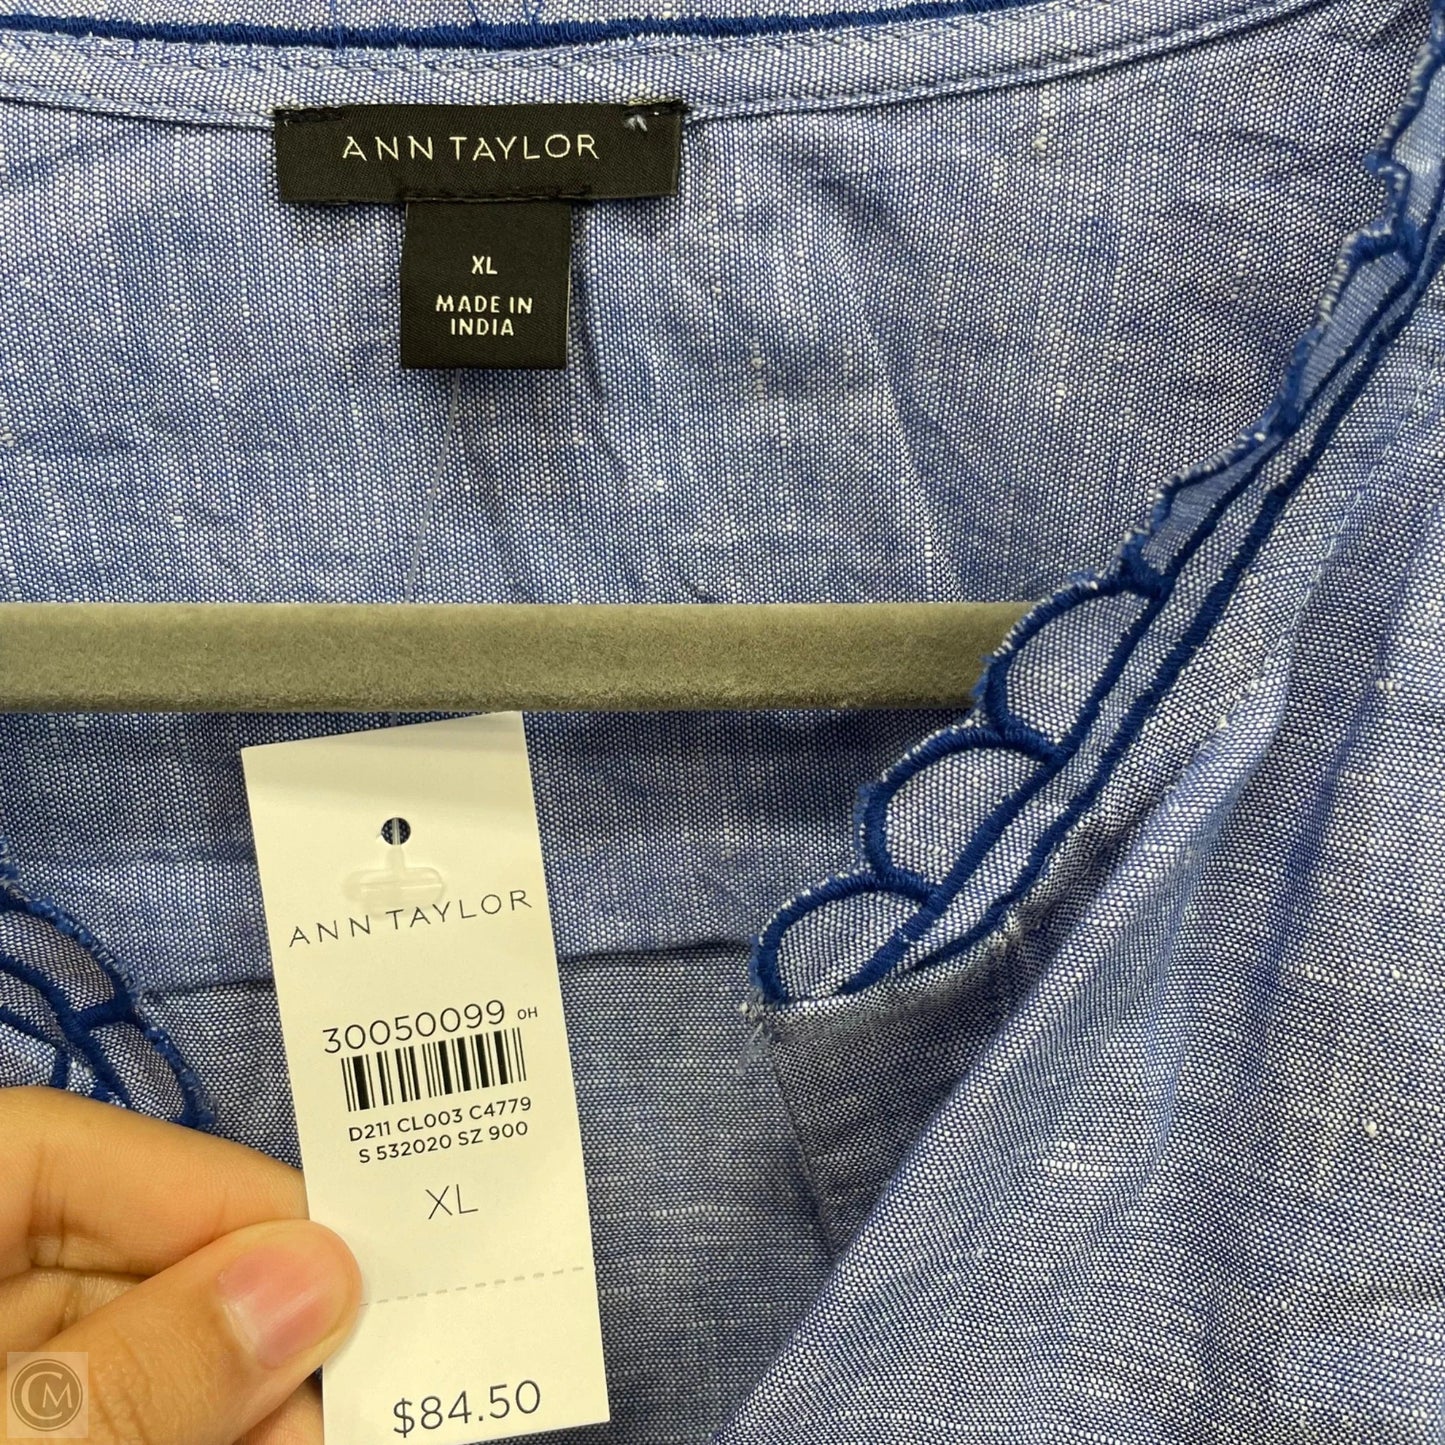 ANN TAYLOR
XL
MADE IN
INDIA
ANN TAYLOR
30050099 OH
D211 CL003 C4779
S 532020 SZ 900
XL
$84.50
CM